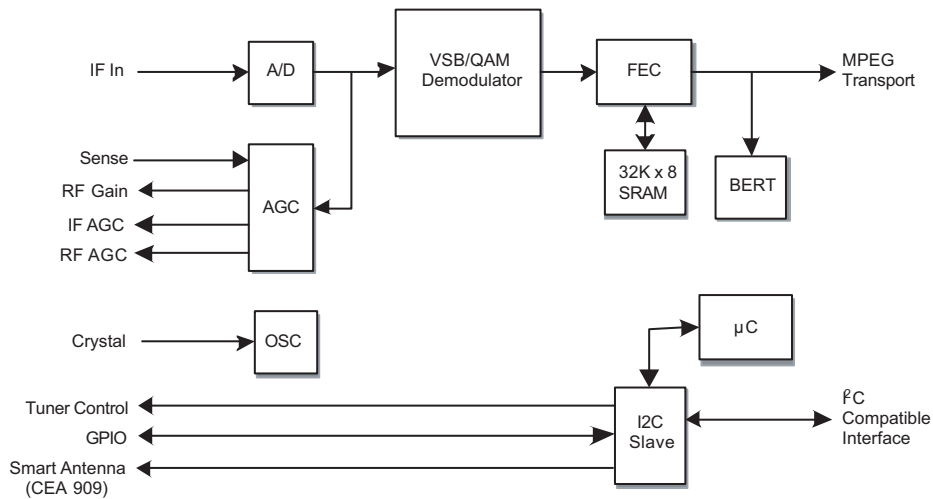 IF In
A/D
VSB/QAM
Demodulator
FEC
MPEG
Transport
Sense
RF Gain
IF AGC
RF AGC
AGC
32K x 8
SRAM
BERT
Crystal
OSC
µC
Tuner Control
GPIO
Smart Antenna
(CEA 909)
I2C
Slave
I²C
Compatible
Interface